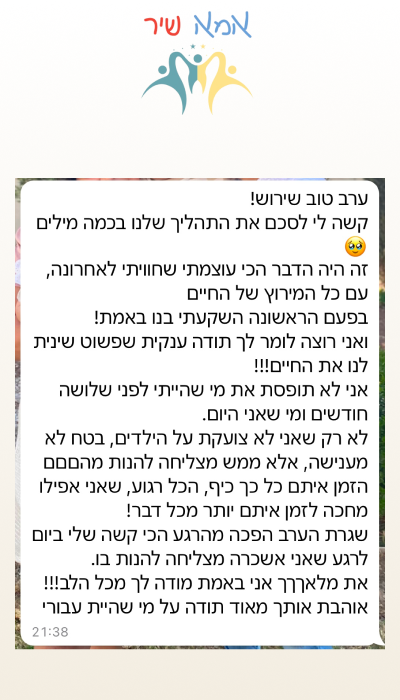 אמא שיר
ערב טוב שירוש!
קשה לי לסכם את התהליך שלנו בכמה מילים
🥹
זה היה הדבר הכי עוצמתי שחוויתי לאחרונה,
עם כל המירוץ של החיים
בפעם הראשונה השקעתי בנו באמת!
ואני רוצה לומר לך תודה ענקית שפשוט שינית
לנו את החיים!!!
אני לא תופסת את מי שהייתי לפני שלושה
חודשים ומי שאני היום.
לא רק שאני לא צועקת על הילדים, בטח לא
מענישה, אלא ממש מצליחה להנות מהםםם
הזמן איתם כל כך כיף, הכל רגוע, שאני אפילו
מחכה לזמן איתם יותר מכל דבר!
שגרת הערב הפכה מהרגע הכי קשה שלי ביום
לרגע שאני אשכרה מצליחה להנות בו.
את מלאךךך אני באמת מודה לך מכל הלב!!!
אוהבת אותך מאוד תודה על מי שהיית עבורי
21:38